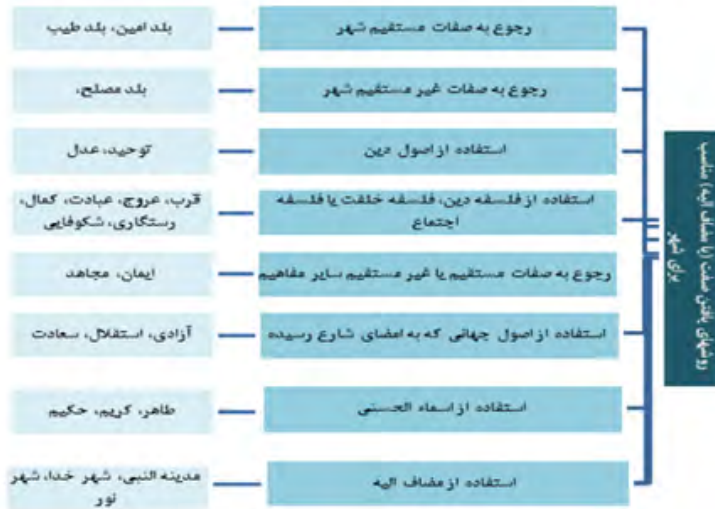 روشهای یافتن صفت (یا مضاف الیه) مناسب
برای شهر
رجوع به صفات مستقیم شهر
بلد امین، بلد طیب
رجوع به صفات غیر مستقیم شهر
بلد مصلح،
استفاده از اصول دین
توحید، عدل
استفاده از فلسفه دین، فلسفه خلقت یا فلسفه
اجتماع
قرب، عروج، عبادت، کمال،
رستگاری، شکوفایی
رجوع به صفات مستقیم یا غیر مستقیم سایر مفاهیم
ایمان، مجاهد
استفاده از اصول جهانی که به امضای شارع رسیده
آزادی، استقلال، سعادت
استفاده از اسماء الحسنی
طاهر، کریم، حکیم
استفاده از مضاف الیه
مدینه النبی، شهر خدا، شهر
نور